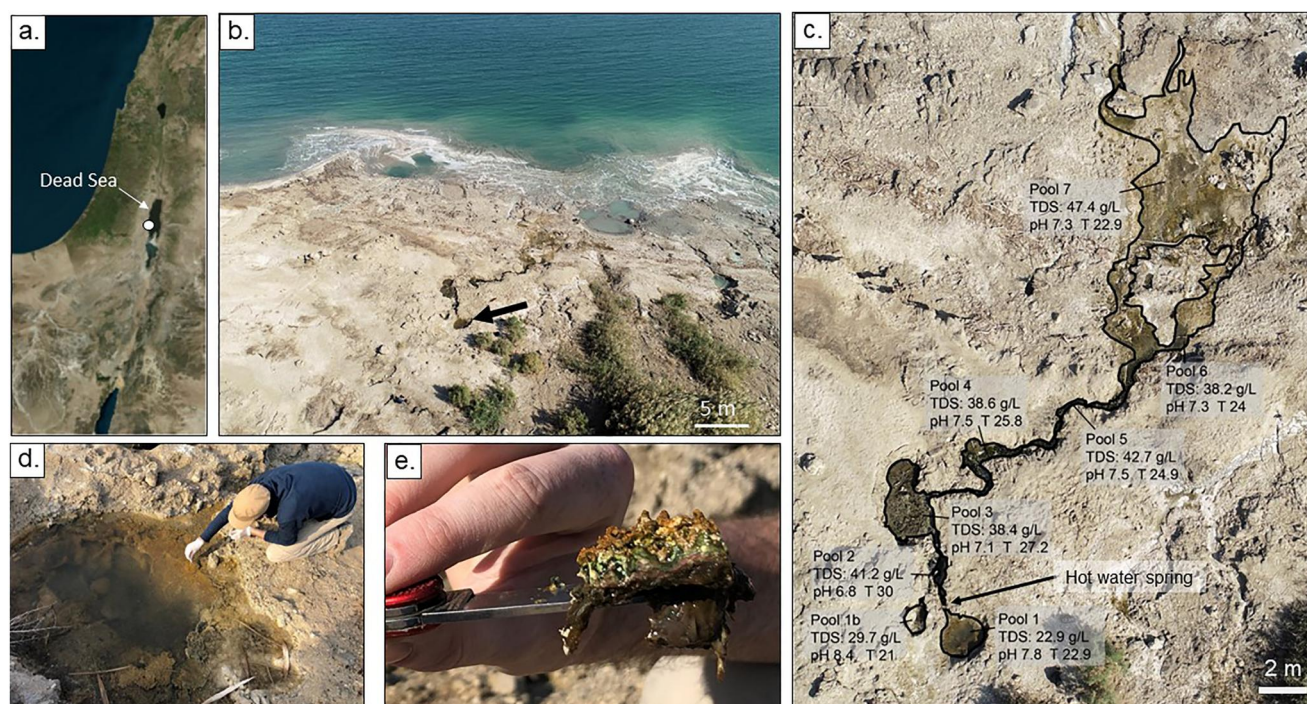 a.
Dead Sea
b.
5 m
c.
Pool 7
TDS: 47.4 g/L
pH 7.3 T 22.9
Pool 6
TDS: 38.2 g/L
pH 7.3 T 24
Pool 4
TDS: 38.6 g/L
pH 7.5 T 25.8
Pool 5
TDS: 42.7 g/L
pH 7.5 T 24.9
Pool 3
TDS: 38.4 g/L
pH 7.1 T 27.2
Pool 2
TDS: 41.2 g/L
pH 6.8 T 30
Hot water spring
Pool 1b
TDS: 29.7 g/L
pH 8.4 T 21
Pool 1
TDS: 22.9 g/L
pH 7.8 T 22.9
2 m
d.
e.